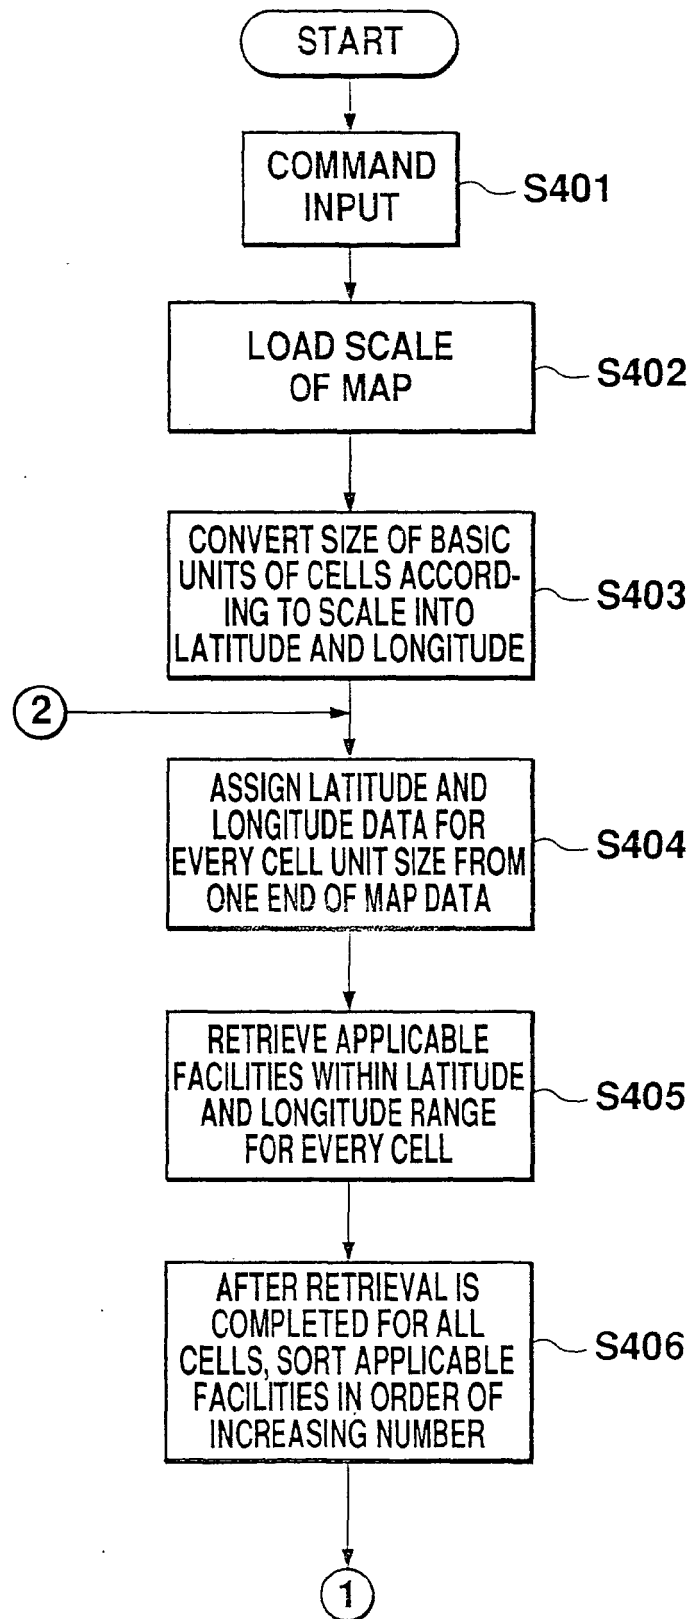 START
COMMAND
INPUT
S401
LOAD SCALE
OF MAP
S402
CONVERT SIZE OF BASIC
UNITS OF CELLS ACCORD-
ING TO SCALE INTO
LATITUDE AND LONGITUDE
S403
2
ASSIGN LATITUDE AND
LONGITUDE DATA FOR
EVERY CELL UNIT SIZE FROM
ONE END OF MAP DATA
S404
RETRIEVE APPLICABLE
FACILITIES WITHIN LATITUDE
AND LONGITUDE RANGE
FOR EVERY CELL
S405
AFTER RETRIEVAL IS
COMPLETED FOR ALL
CELLS, SORT APPLICABLE
FACILITIES IN ORDER OF
INCREASING NUMBER
S406
1